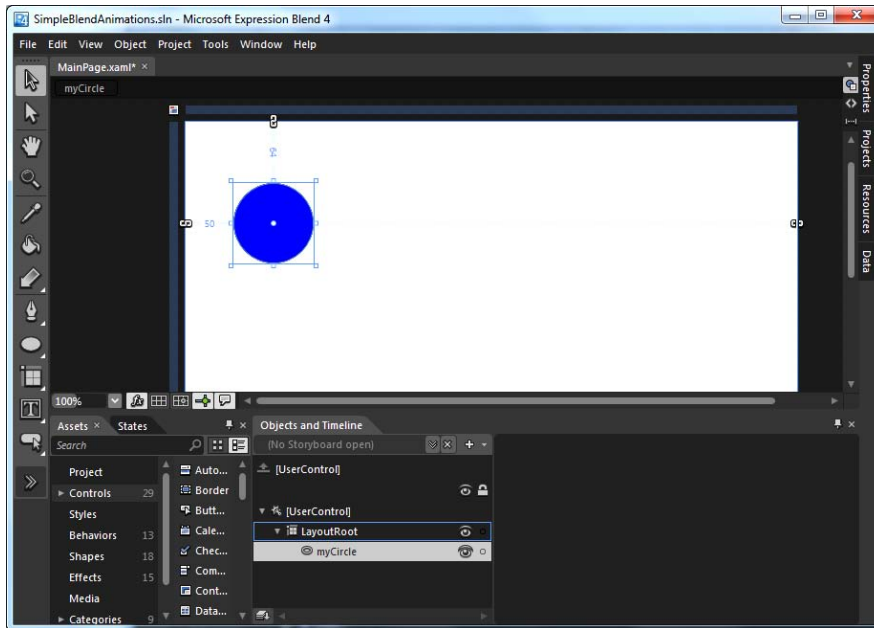 SimpleBlendAnimations.sln - Microsoft Expression Blend 4
File Edit View Object Project Tools Window Help
MainPage.xaml* ×
myCircle
64
50
Properties
Projects
Resources
Data
100%
Assets × States
Search
Project
Controls 29
Styles
Behaviors 13
Shapes 18
Effects 15
Media
Categories 9
Auto...
Border
Butt...
Cale...
Chec...
Com...
Cont...
Data...
Objects and Timeline
(No Storyboard open)
[UserControl]
[UserControl]
LayoutRoot
myCircle